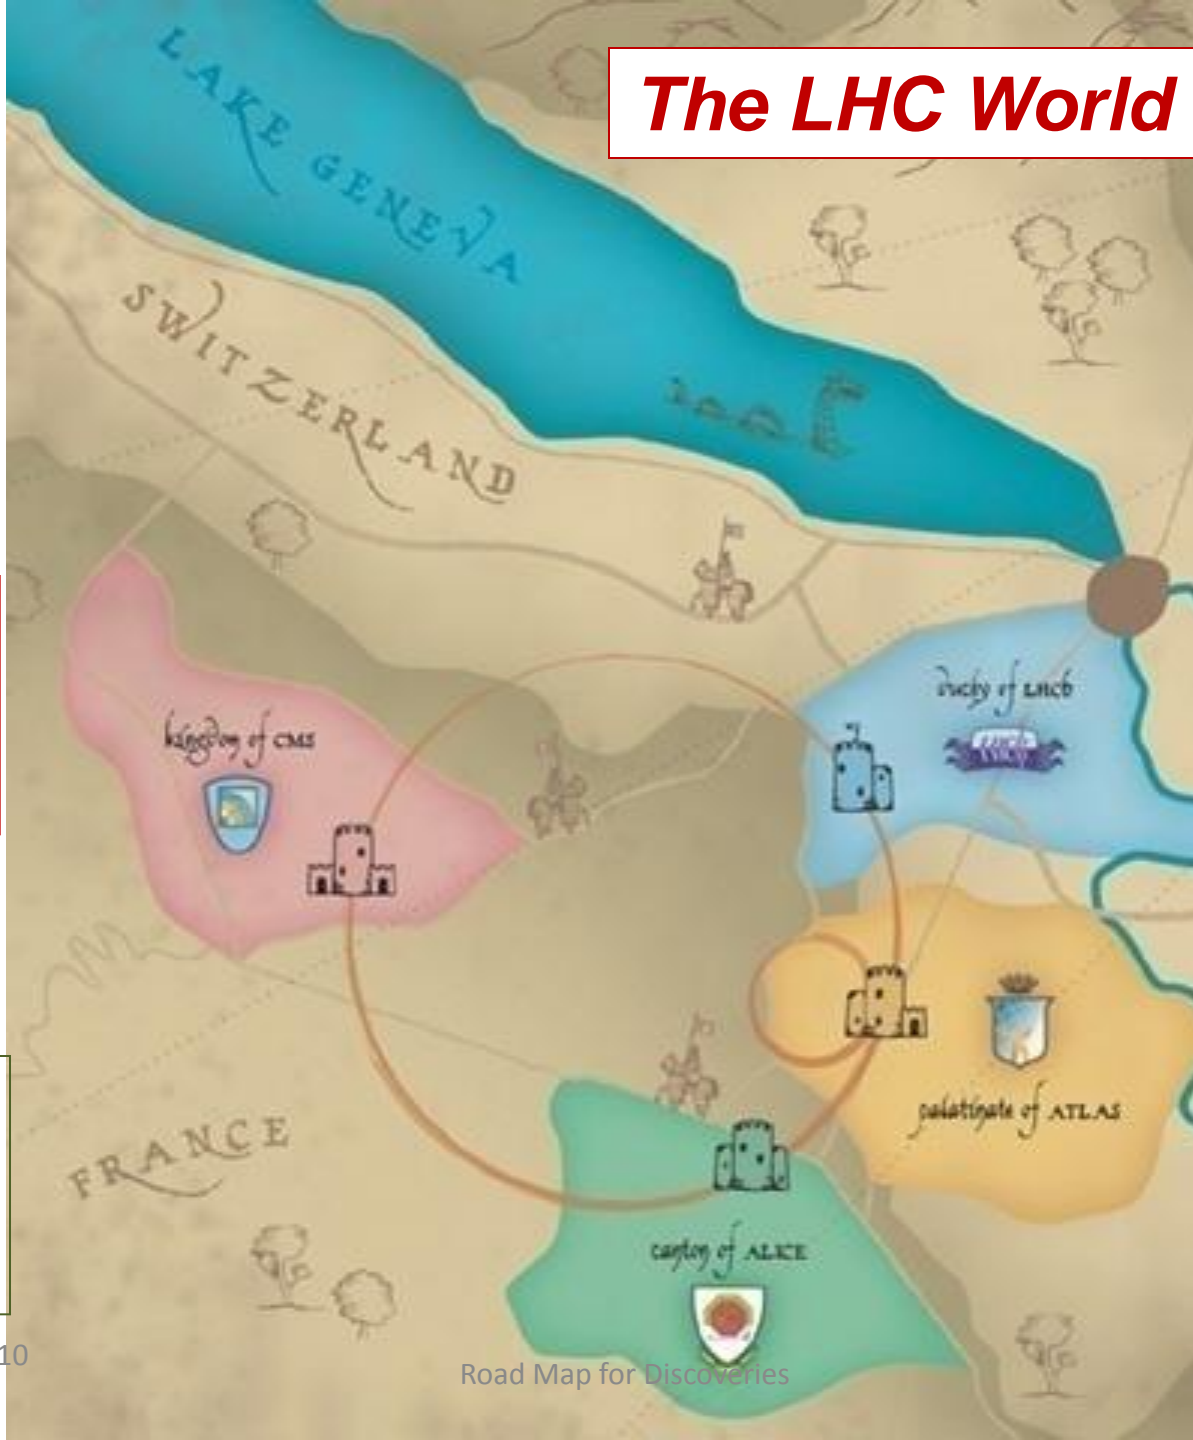 The LHC World
LAKE GENEVA
SWITZERLAND
duchy of LHCb
kingdom of CMS
palatinate of ATLAS
FRANCE
canton of ALICE
10
Road Map for Discoveries